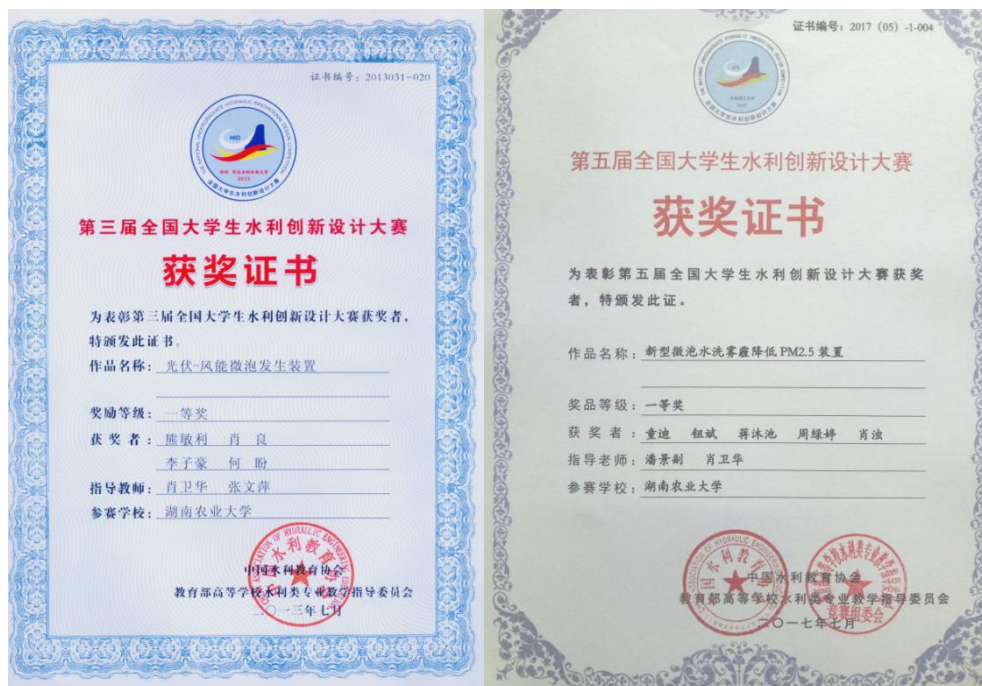 证书编号：2013031-020
HID
2013
第三届全国大学生水利创新设计大赛
获奖证书
为表彰第三届全国大学生水利创新设计大赛获奖者，
特颁发此证书。
作品名称：光伏-风能微泡发生装置
奖励等级：一等奖
获奖者：熊敏利 肖良
李子豪 何盼
指导教师：肖卫华 张文萍
参赛学校：湖南农业大学
中国水利教育协会
教育部高等学校水利类专业教学指导委员会
二〇一三年七月
证书编号：2017（05）-1-004
第五届全国大学生水利创新设计大赛
获奖证书
为表彰第五届全国大学生水利创新设计大赛获奖
者，特颁发此证。
作品名称：新型微泡水洗雾霾降低PM2.5装置
奖品等级：一等奖
获奖者：童迪 钮斌 蒋沐池 周绿婷 肖浊
指导老师：潘景剐 肖卫华
参赛学校：湖南农业大学
中国水利教育协会
教育部高等学校水利类专业教学指导委员会
竞赛组委会
二〇一七年七月